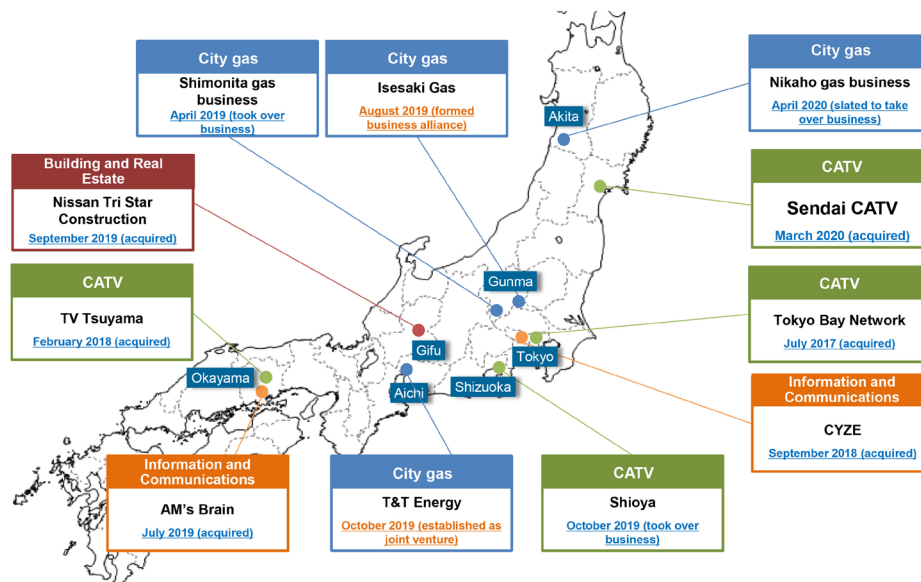 City gas
Shimonita gas
business
April 2019 (took over
business)
City gas
Isesaki Gas
August 2019 (formed
business alliance)
City gas
Nikaho gas business
April 2020 (slated to take
over business)
Akita
Building and Real
Estate
Nissan Tri Star
Construction
September 2019 (acquired)
CATV
Sendai CATV
March 2020 (acquired)
CATV
TV Tsuyama
February 2018 (acquired)
Gunma
CATV
Tokyo Bay Network
July 2017 (acquired)
Gifu
Tokyo
Okayama
Aichi
Shizuoka
Information and
Communications
CYZE
September 2018 (acquired)
Information and
Communications
AM's Brain
July 2019 (acquired)
City gas
T&T Energy
October 2019 (established as
joint venture)
CATV
Shioya
October 2019 (took over
business)